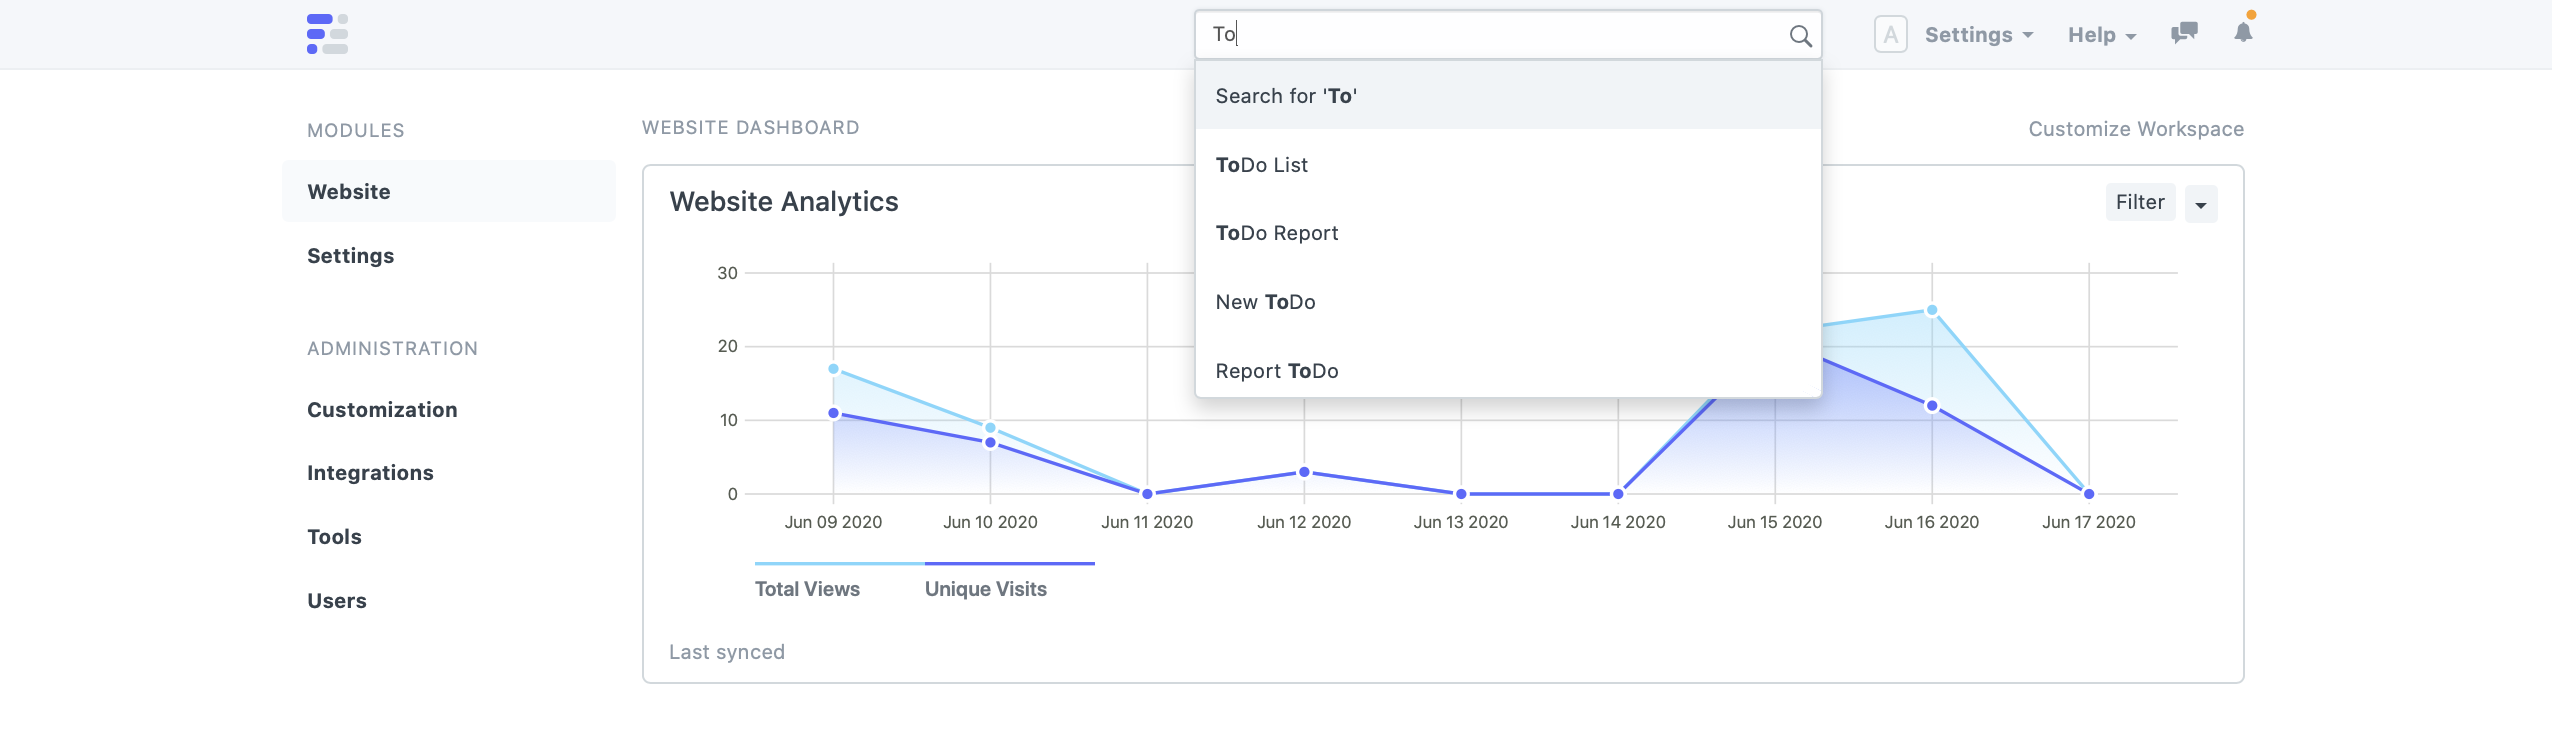 To
A
Settings
Help
Search for 'To'
ToDo List
ToDo Report
New ToDo
Report ToDo
MODULES
Website
Settings
ADMINISTRATION
Customization
Integrations
Tools
Users
WEBSITE DASHBOARD
Customize Workspace
Website Analytics
Filter
30
20
10
0
Jun 09 2020
Jun 10 2020
Jun 11 2020
Jun 12 2020
Jun 13 2020
Jun 14 2020
Jun 15 2020
Jun 16 2020
Jun 17 2020
Total Views
Unique Visits
Last synced